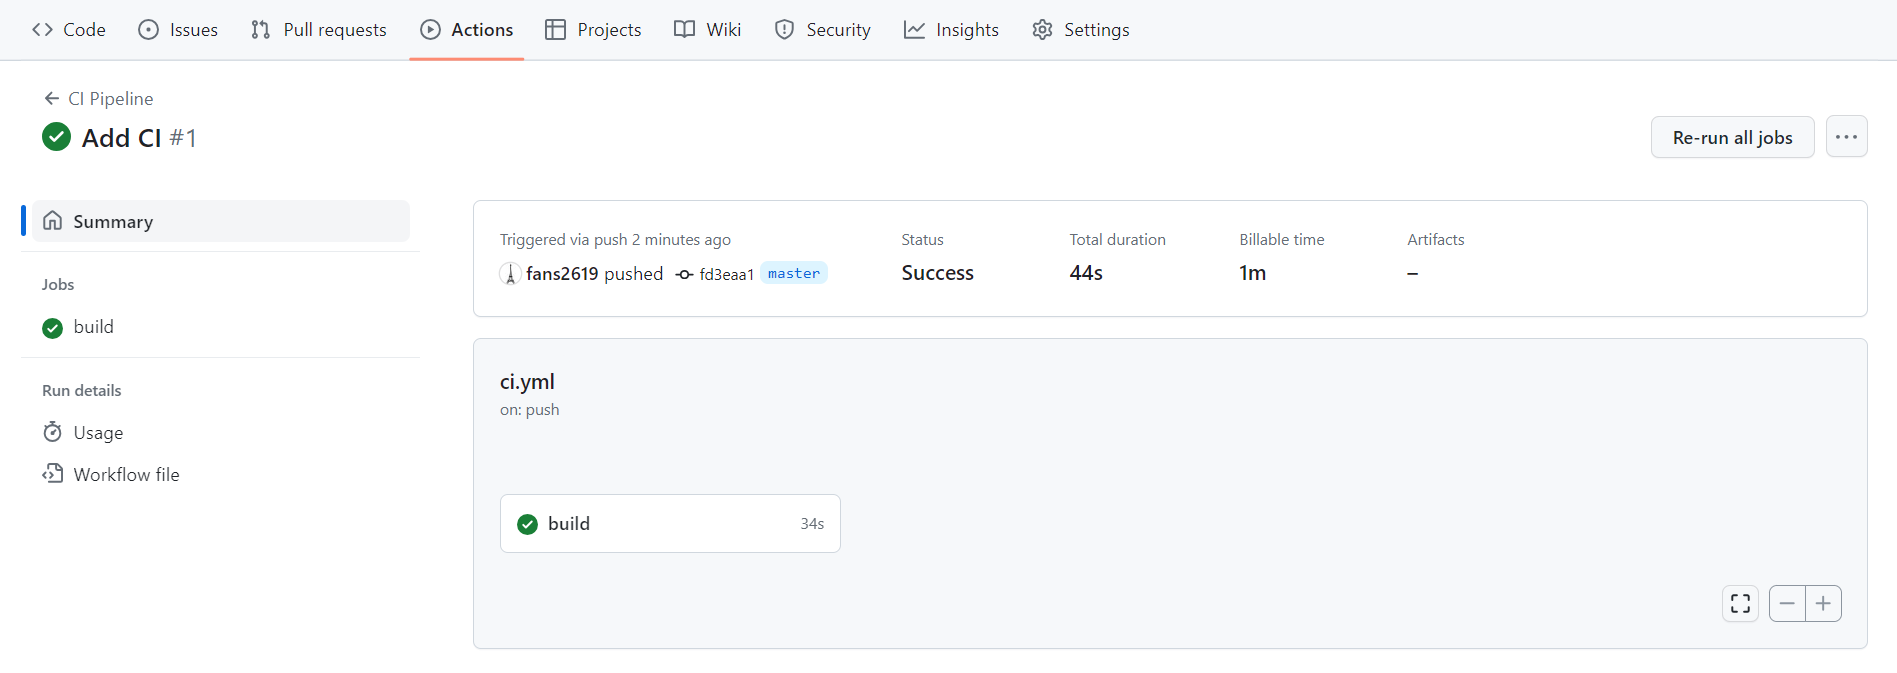 Code Issues Pull requests Actions Projects Wiki Security Insights Settings
CI Pipeline
Add CI #1
Re-run all jobs
Summary
Jobs
build
Run details
Usage
Workflow file
Triggered via push 2 minutes ago
fans2619 pushed fd3eaa1 master
Status
Success
Total duration
44s
Billable time
1m
Artifacts
–
ci.yml
on: push
build 34s